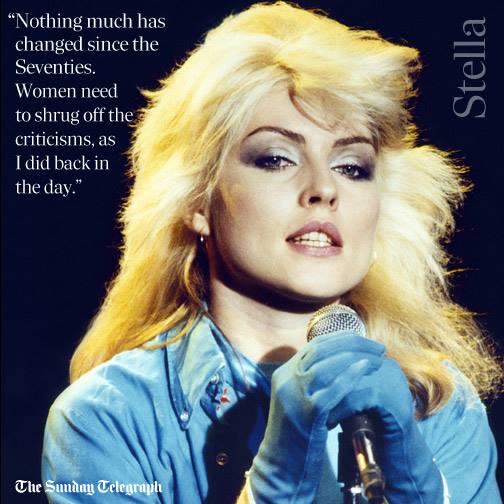 “Nothing much has
changed since the
Seventies.
Women need
to shrug off the
criticisms, as
I did back in
the day.”
Stella
The Sunday Telegraph